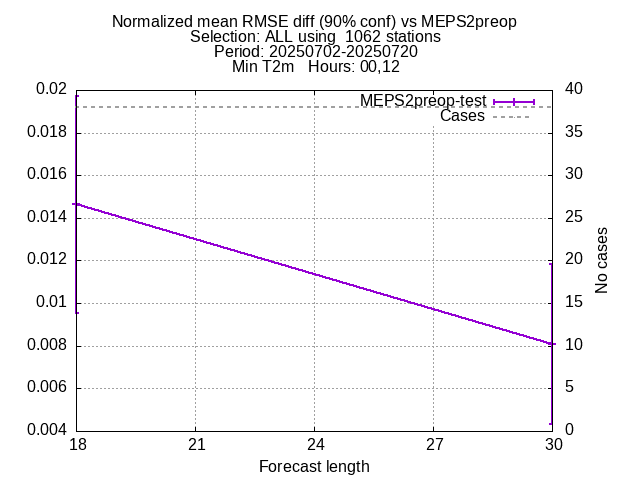 Normalized mean RMSE diff (90% conf) vs MEPS2preop
Selection: ALL using  1062 stations
Period: 20250702-20250720
Min T2m   Hours: 00,12
0.02
0.018
0.016
0.014
0.012
0.01
0.008
0.006
0.004
MEPS2preop-test
Cases
40
35
30
25
20
15
10
5
0
No cases
18
21
24
27
30
Forecast length